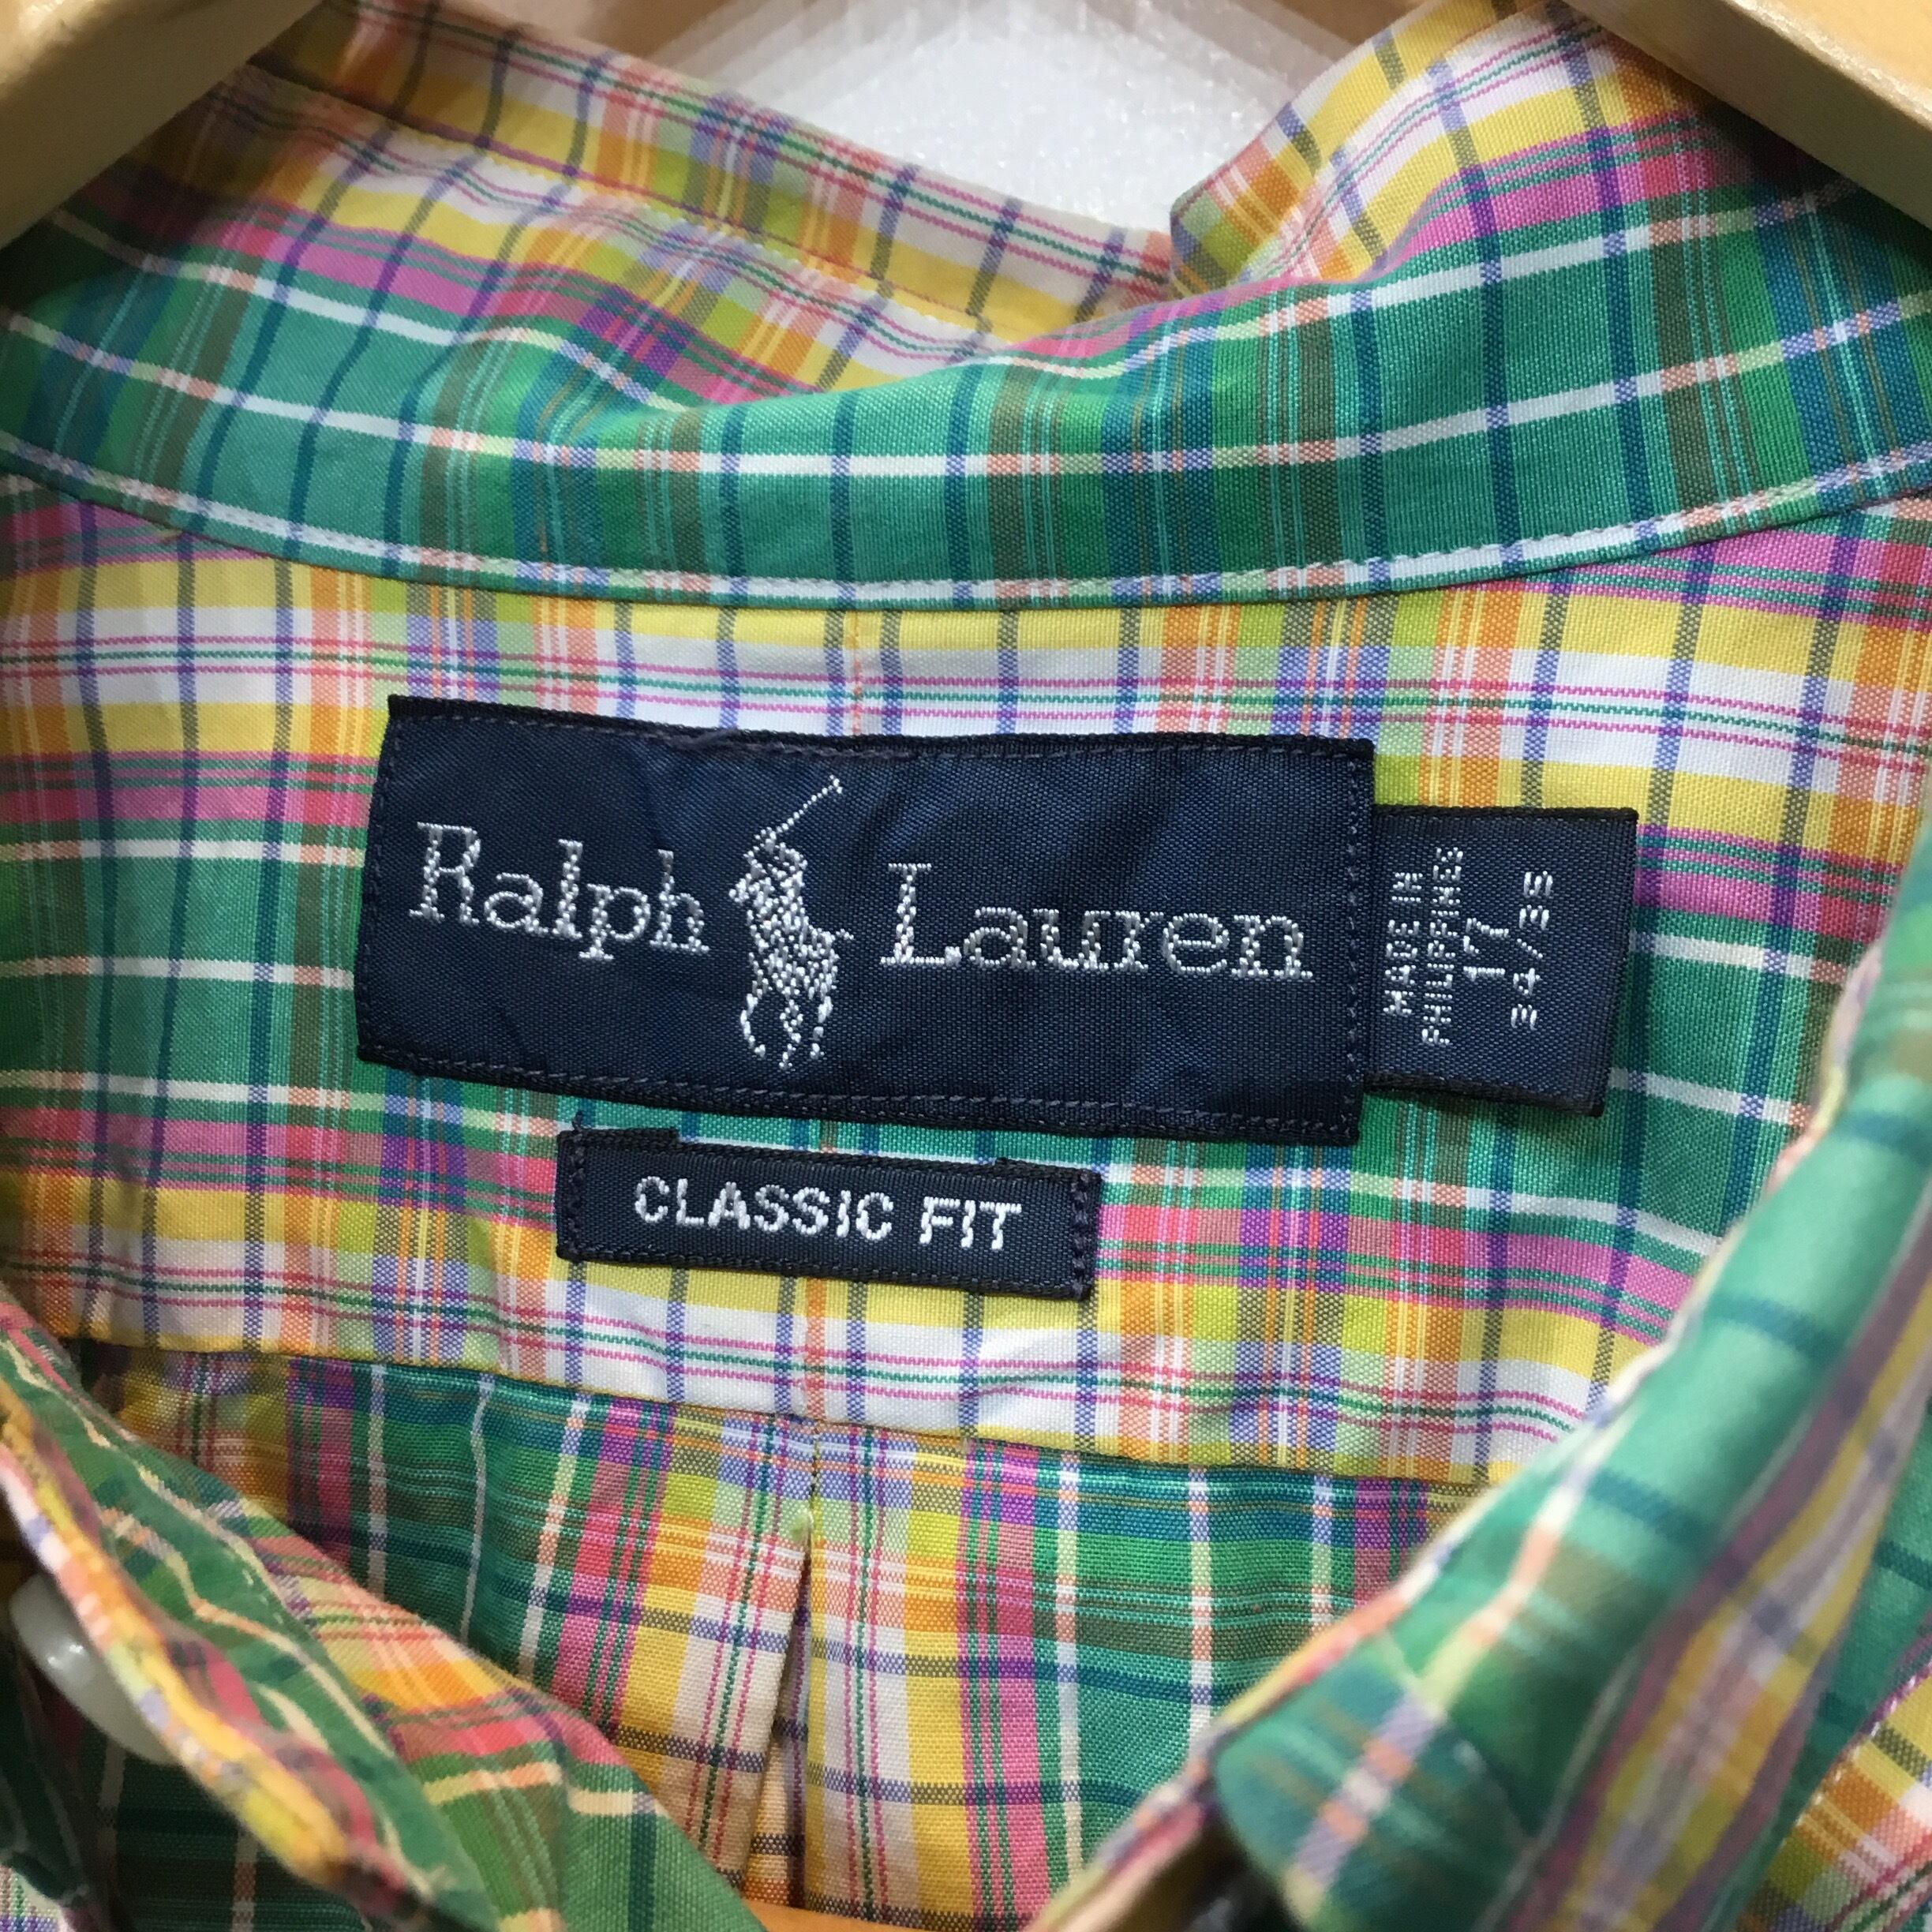 Ralph Lauren
MADE IN
PHILIPPINES
17
34/35
CLASSIC FIT